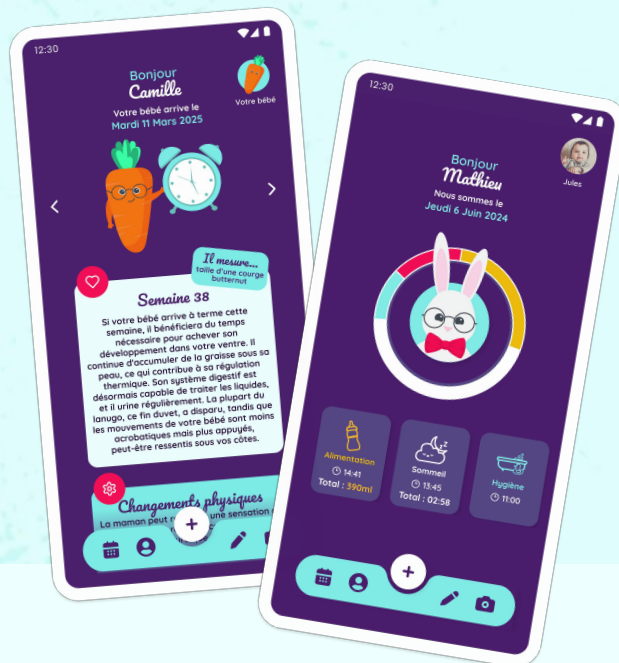 12:30
Bonjour
Camille
Votre bébé arrive le
Mardi 11 Mars 2025
Votre bébé
Il mesure...
taille d'une courge
butternut
Semaine 38
Si votre bébé arrive à terme cette
semaine, il bénéficiera du temps
nécessaire pour achever son
développement dans votre ventre. Il
continue d'accumuler de la graisse sous sa
peau, ce qui contribue à sa régulation
thermique. Son système digestif est
désormais capable de traiter les liquides,
et il urine régulièrement. La plupart du
lanugo, ce fin duvet, a disparu, tandis que
les mouvements de votre bébé sont moins
acrobatiques mais plus appuyés,
peut-être ressentis sous vos côtes.
Changements physiques
La maman peut une sensation
12:30
Bonjour
Mathieu
Nous sommes le
Jeudi 6 Juin 2024
Jules
Alimentation
14:41
Total : 390ml
Sommeil
13:45
Total : 02:58
Hygiène
11:00